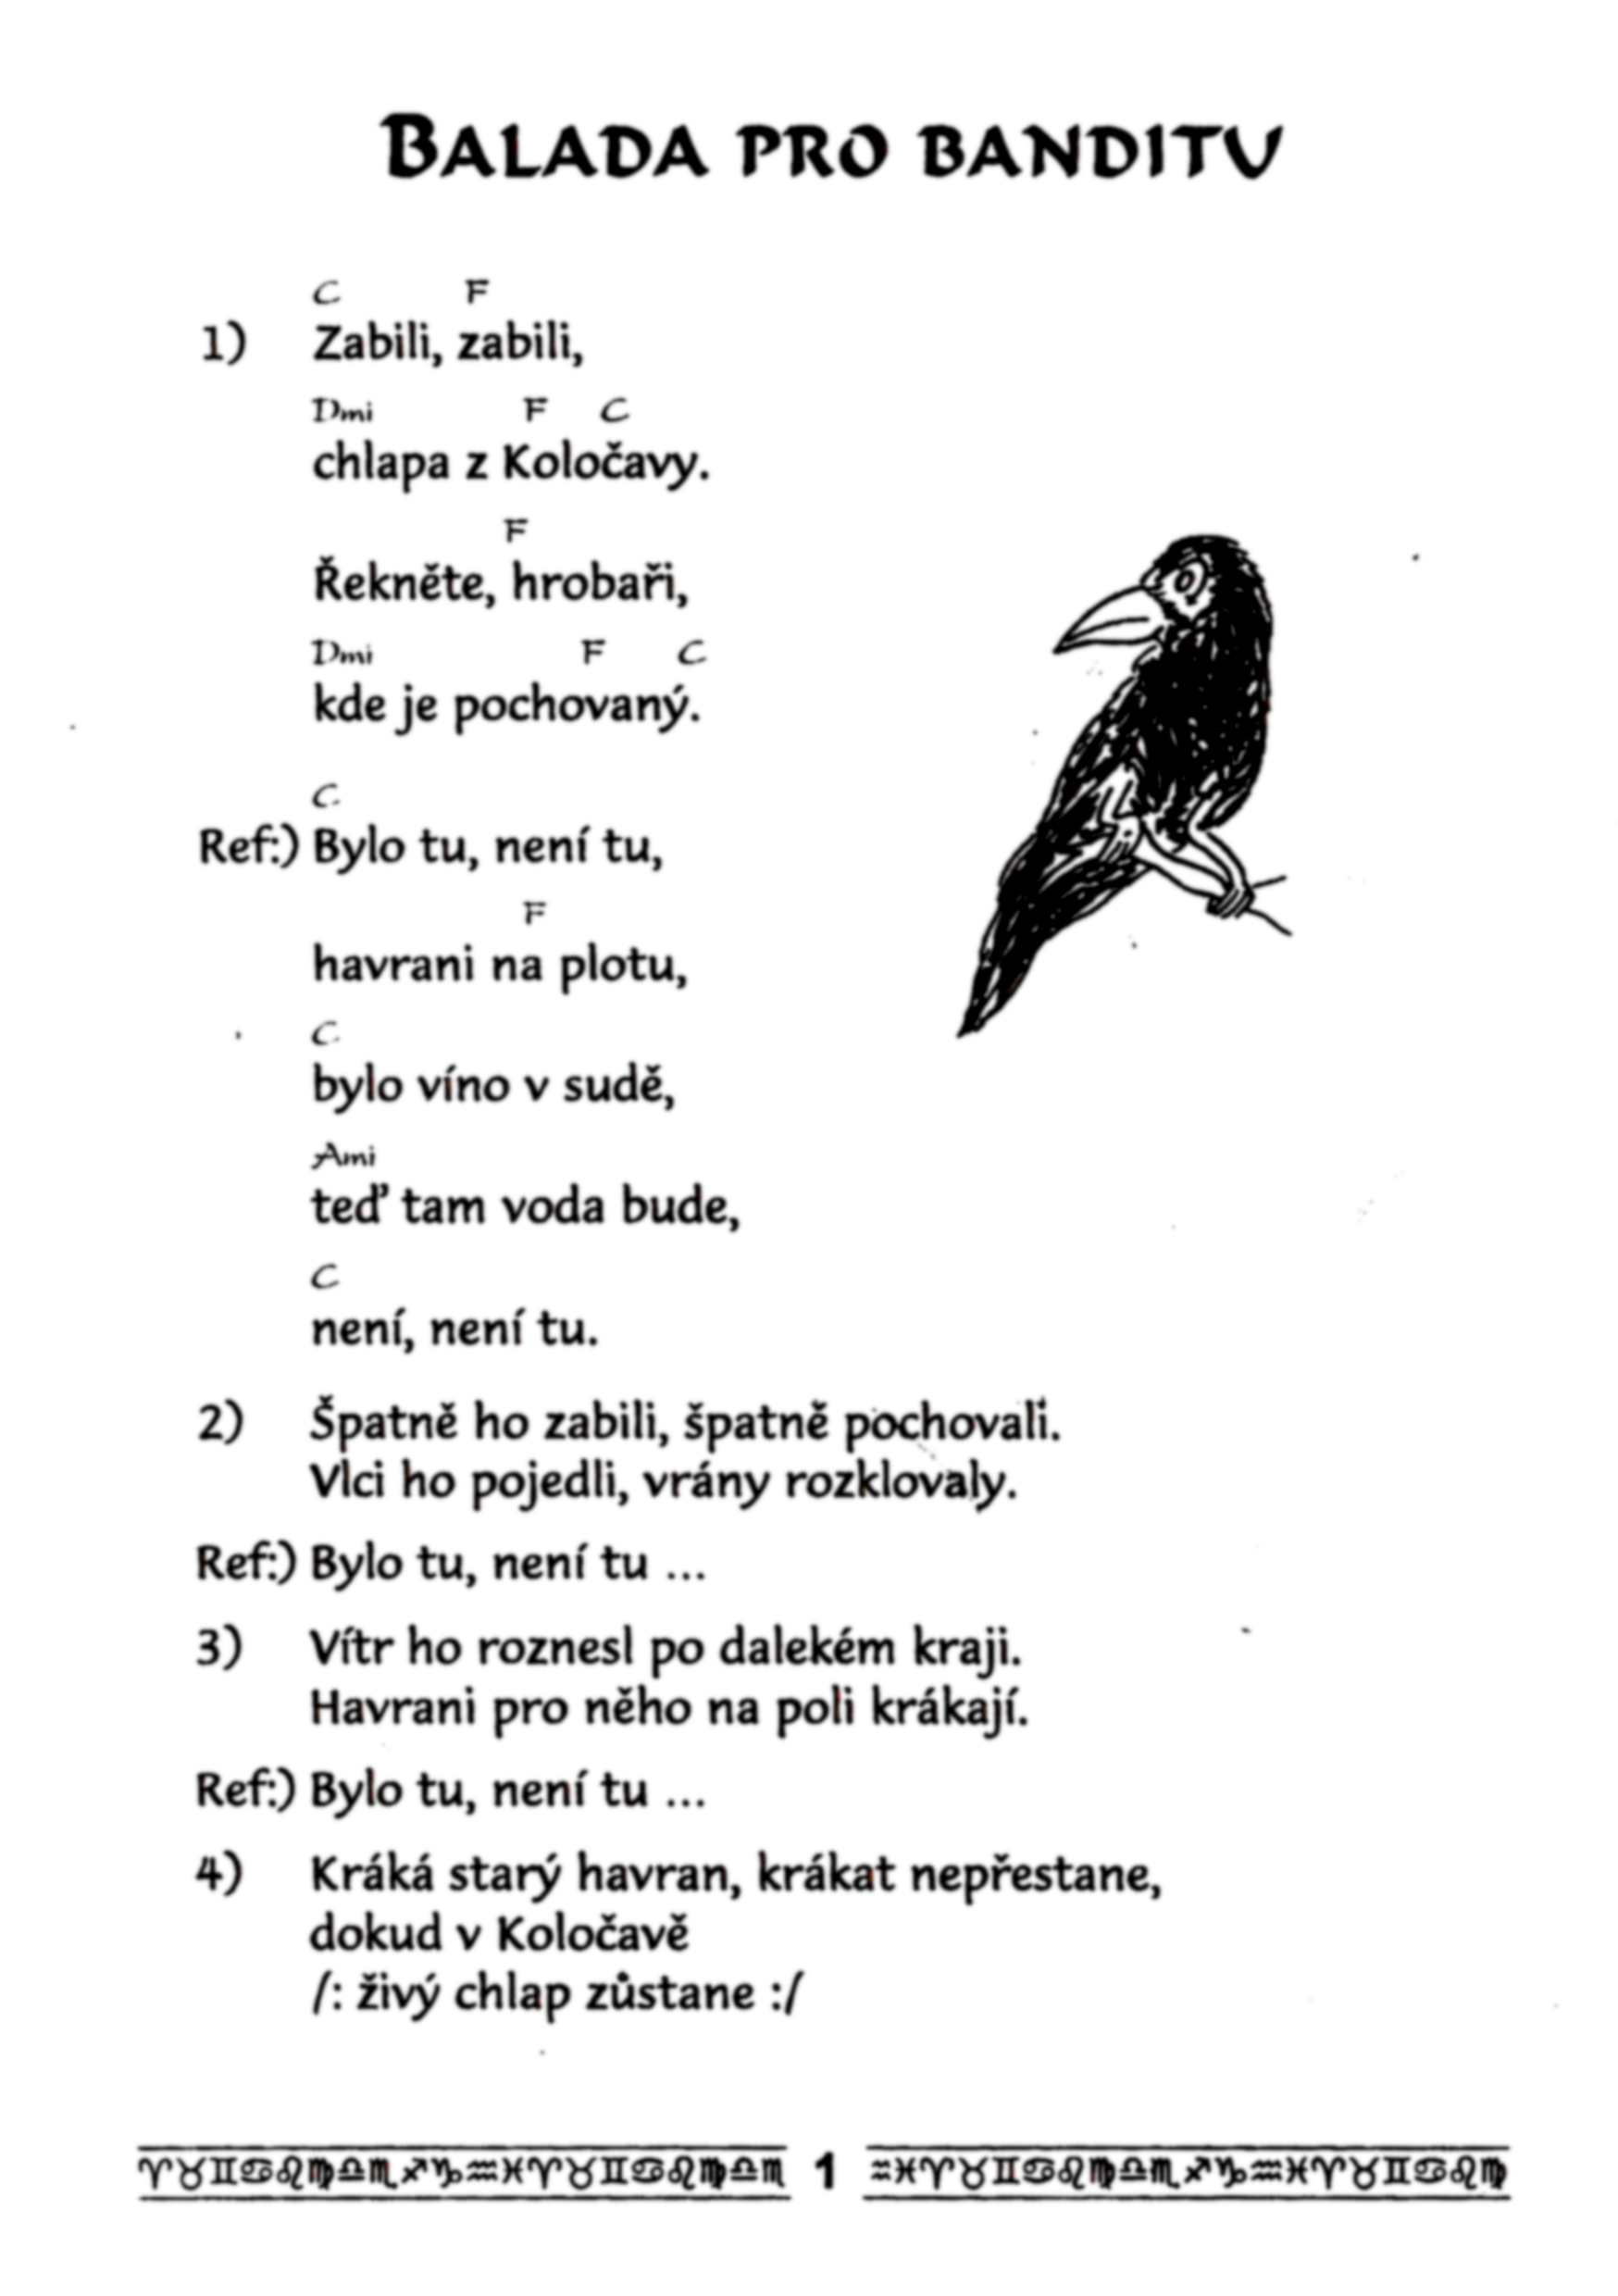 BALADA PRO BANDITU
C F
1) Zabili, zabili,
Dmi F C
chlapa z Koločavy.
F
Řekněte, hrobaři,
Dmi F C
kde je pochovaný.
C
Ref:) Bylo tu, není tu,
F
havrani na plotu,
C
bylo víno v sudě,
Ami
teď tam voda bude,
C
není, není tu.
2) Špatně ho zabili, špatně pochovali.
Vlci ho pojedli, vrány rozklovaly.
Ref:) Bylo tu, není tu ...
3) Vítr ho roznesl po dalekém kraji.
Havrani pro něho na poli krákají.
Ref:) Bylo tu, není tu ...
4) Kráká starý havran, krákat nepřestane,
dokud v Koločavě
/: živý chlap zůstane :/
♈♉♊♋♌♍♎♏♐♑♒♓♈♉♊♋♌♍♎♏ 1 ♒♓♈♉♊♋♌♍♎♏♐♑♒♓♈♉♊♋♌♍